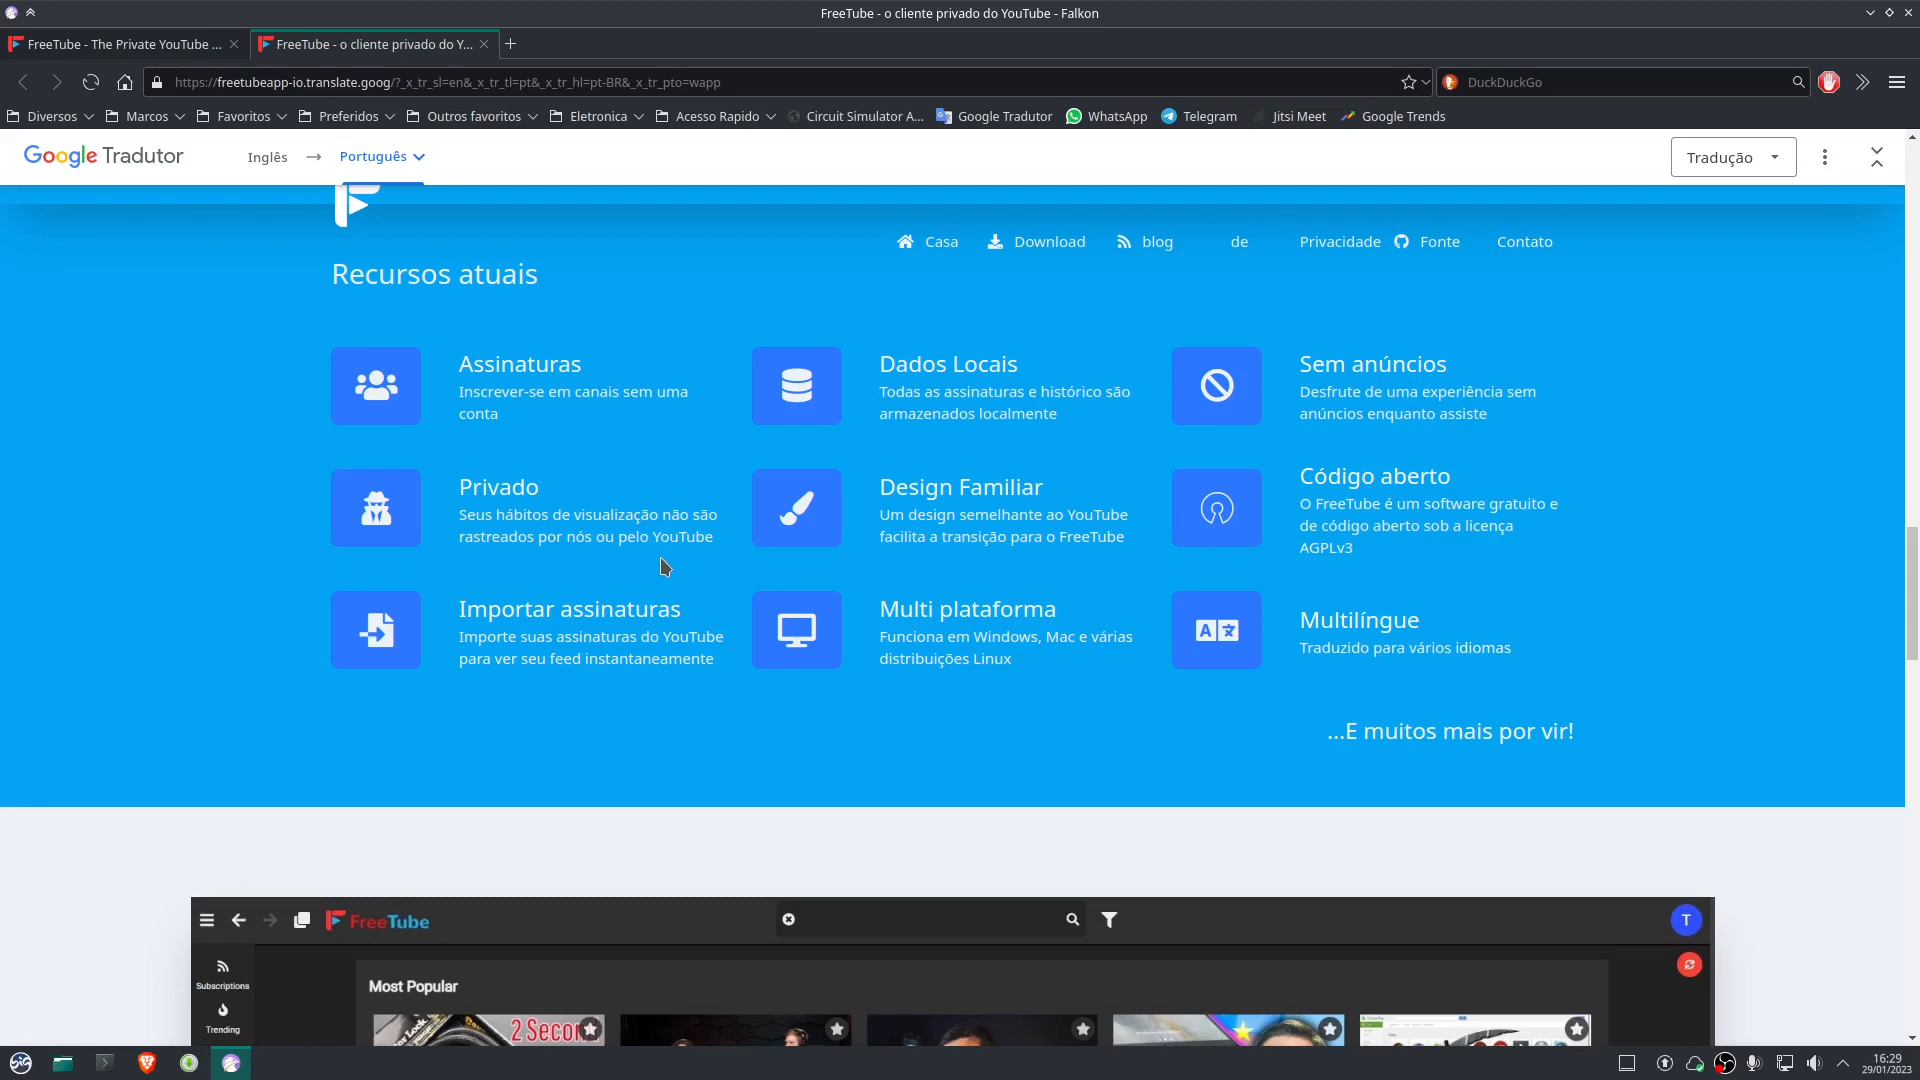 FreeTube - o cliente privado do YouTube - Falkon
FreeTube - The Private YouTube ...
FreeTube - o cliente privado do Y...
https://freetubeapp-io.translate.goog/?_x_tr_sl=en&_x_tr_tl=pt&_x_tr_hl=pt-BR&_x_tr_pto=wapp
DuckDuckGo
Diversos
Marcos
Favoritos
Preferidos
Outros favoritos
Eletronica
Acesso Rapido
Circuit Simulator A...
Google Tradutor
WhatsApp
Telegram
Jitsi Meet
Google Trends
Google Tradutor
Inglês
Português
Tradução
Casa
Download
blog
de
Privacidade
Fonte
Contato
Recursos atuais
Assinaturas
Inscrever-se em canais sem uma
conta
Dados Locais
Todas as assinaturas e histórico são
armazenados localmente
Sem anúncios
Desfrute de uma experiência sem
anúncios enquanto assiste
Privado
Seus hábitos de visualização não são
rastreados por nós ou pelo YouTube
Design Familiar
Um design semelhante ao YouTube
facilita a transição para o FreeTube
Código aberto
O FreeTube é um software gratuito e
de código aberto sob a licença
AGPLv3
Importar assinaturas
Importe suas assinaturas do YouTube
para ver seu feed instantaneamente
Multi plataforma
Funciona em Windows, Mac e várias
distribuições Linux
Multilíngue
Traduzido para vários idiomas
...E muitos mais por vir!
FreeTube
T
Subscriptions
Trending
Most Popular
16:29
29/01/2023